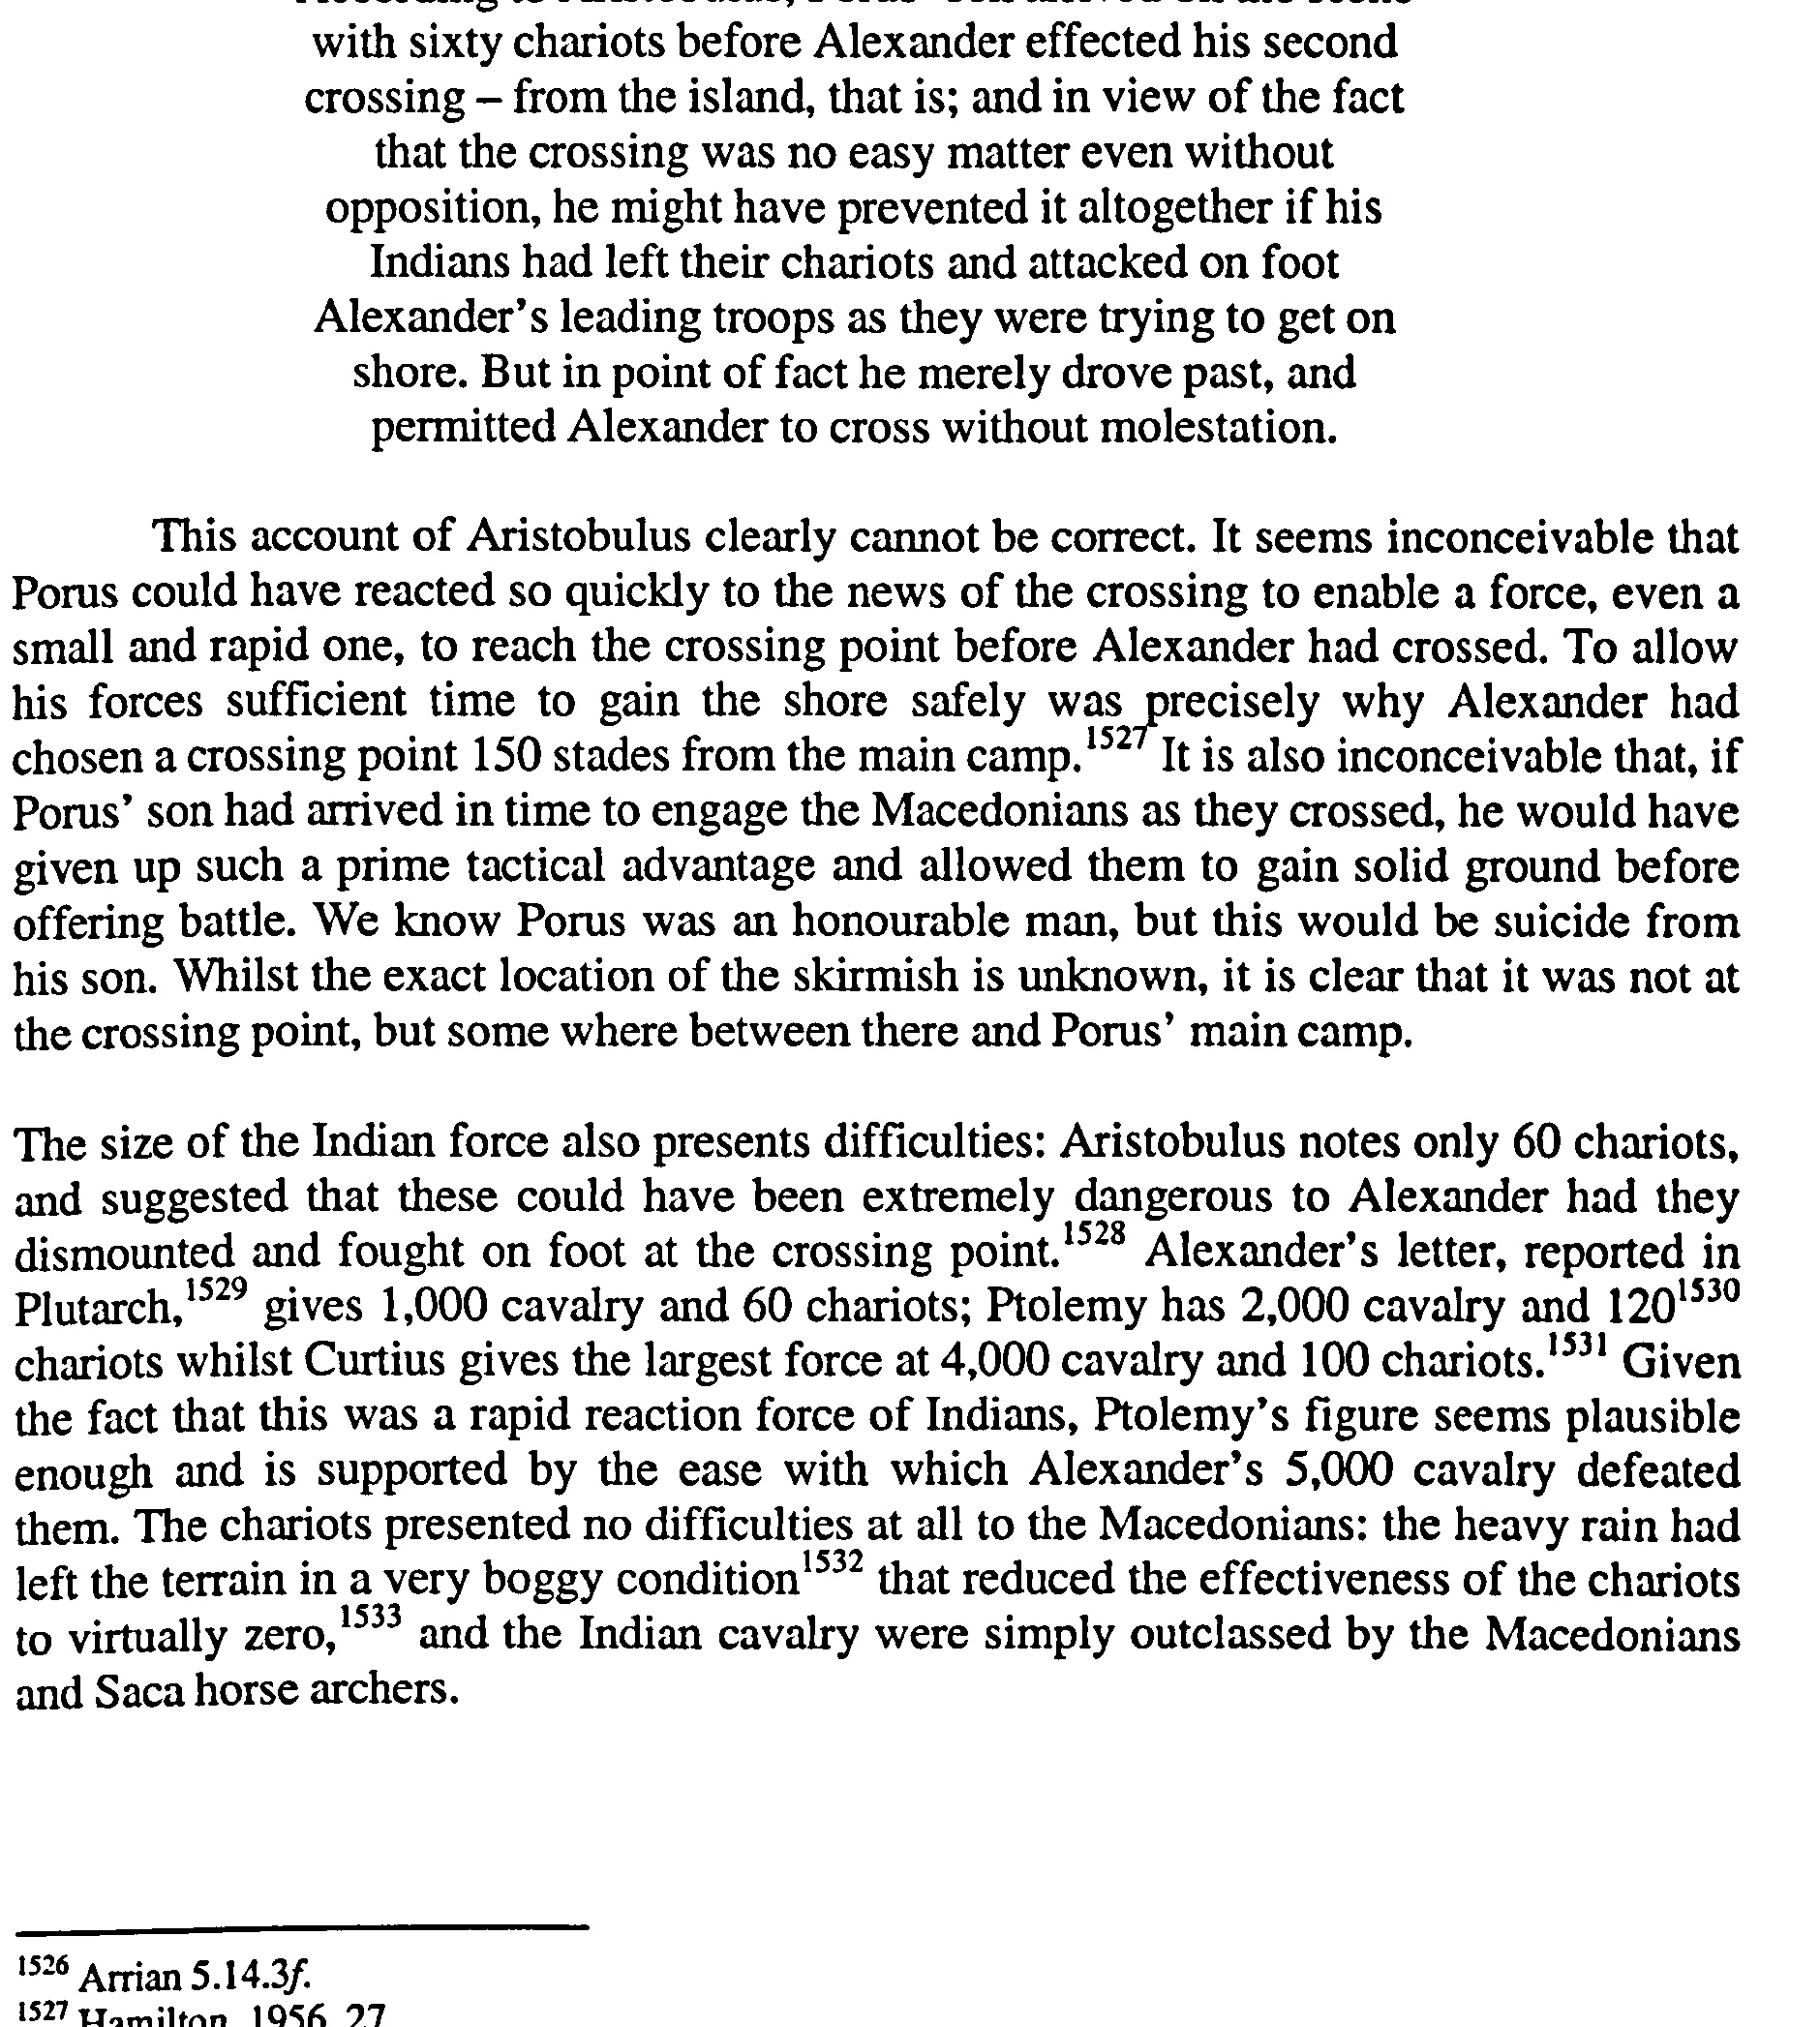 with sixty chariots before Alexander effected his second
crossing – from the island, that is; and in view of the fact
that the crossing was no easy matter even without
opposition, he might have prevented it altogether if his
Indians had left their chariots and attacked on foot
Alexander's leading troops as they were trying to get on
shore. But in point of fact he merely drove past, and
permitted Alexander to cross without molestation.
This account of Aristobulus clearly cannot be correct. It seems inconceivable that
Porus could have reacted so quickly to the news of the crossing to enable a force, even a
small and rapid one, to reach the crossing point before Alexander had crossed. To allow
his forces sufficient time to gain the shore safely was precisely why Alexander had
chosen a crossing point 150 stades from the main camp.1527 It is also inconceivable that, if
Porus' son had arrived in time to engage the Macedonians as they crossed, he would have
given up such a prime tactical advantage and allowed them to gain solid ground before
offering battle. We know Porus was an honourable man, but this would be suicide from
his son. Whilst the exact location of the skirmish is unknown, it is clear that it was not at
the crossing point, but some where between there and Porus' main camp.
The size of the Indian force also presents difficulties: Aristobulus notes only 60 chariots,
and suggested that these could have been extremely dangerous to Alexander had they
dismounted and fought on foot at the crossing point.1528 Alexander's letter, reported in
Plutarch,1529 gives 1,000 cavalry and 60 chariots; Ptolemy has 2,000 cavalry and 1201530
chariots whilst Curtius gives the largest force at 4,000 cavalry and 100 chariots.1531 Given
the fact that this was a rapid reaction force of Indians, Ptolemy's figure seems plausible
enough and is supported by the ease with which Alexander's 5,000 cavalry defeated
them. The chariots presented no difficulties at all to the Macedonians: the heavy rain had
left the terrain in a very boggy condition1532 that reduced the effectiveness of the chariots
to virtually zero,1533 and the Indian cavalry were simply outclassed by the Macedonians
and Saca horse archers.
1526 Arrian 5.14.3f.
1527 Hamilton, 1956, 27